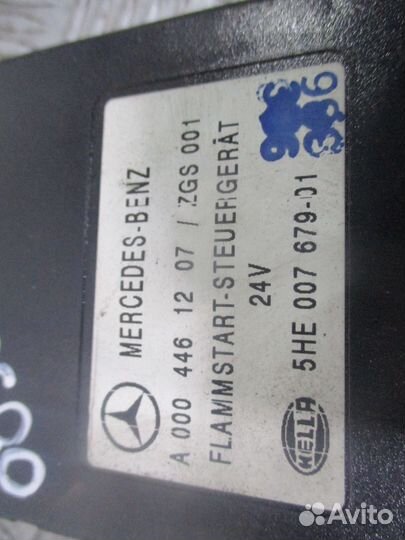 MERCEDES-BENZ
A 000 446 12 07 / ZGS 001
FLAMMSTART-STEUERGERÄT
24V
HELLA
5HE 007 679-01
Avito